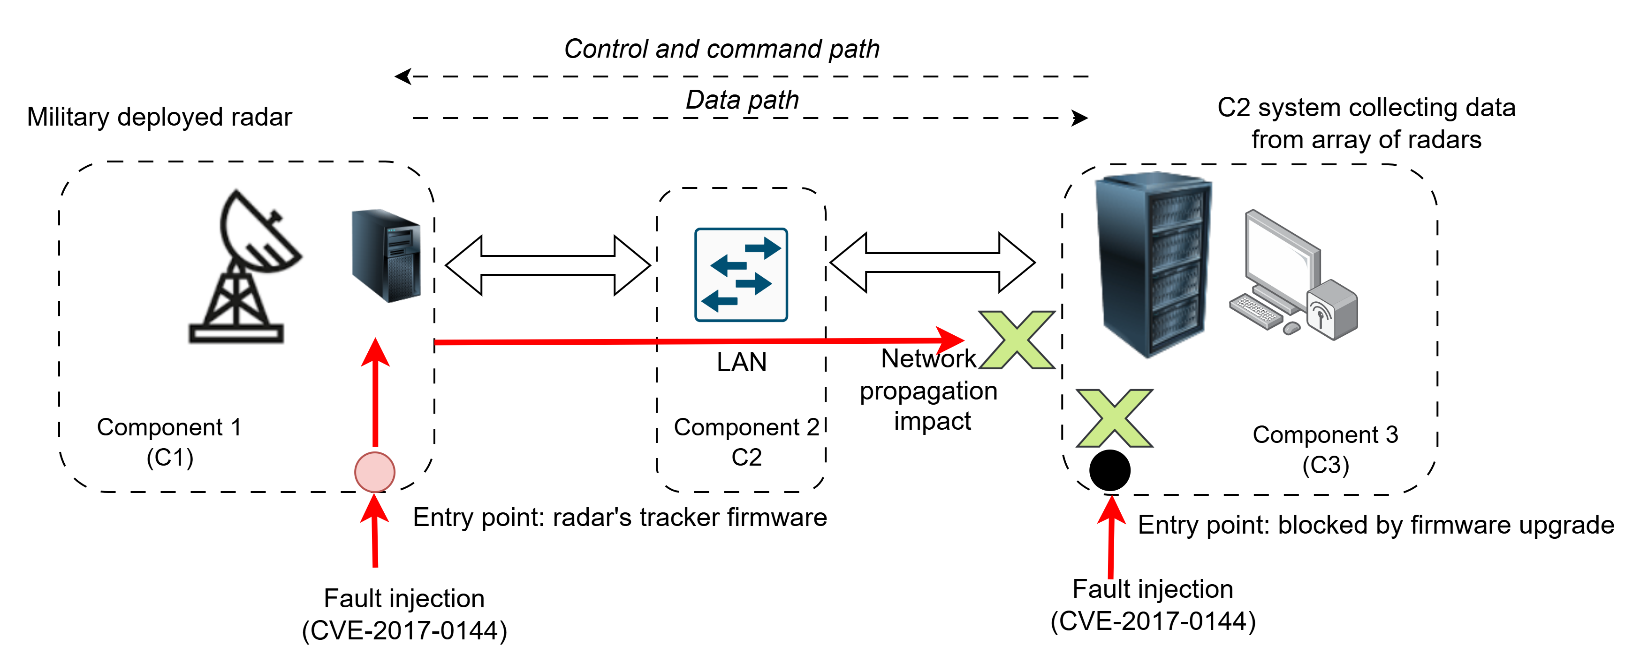 Control and command path
Data path
Military deployed radar
C2 system collecting data
from array of radars
LAN
Network
propagation
impact
Component 1
(C1)
Component 2
C2
Component 3
(C3)
Entry point: radar's tracker firmware
Entry point: blocked by firmware upgrade
Fault injection
(CVE-2017-0144)
Fault injection
(CVE-2017-0144)